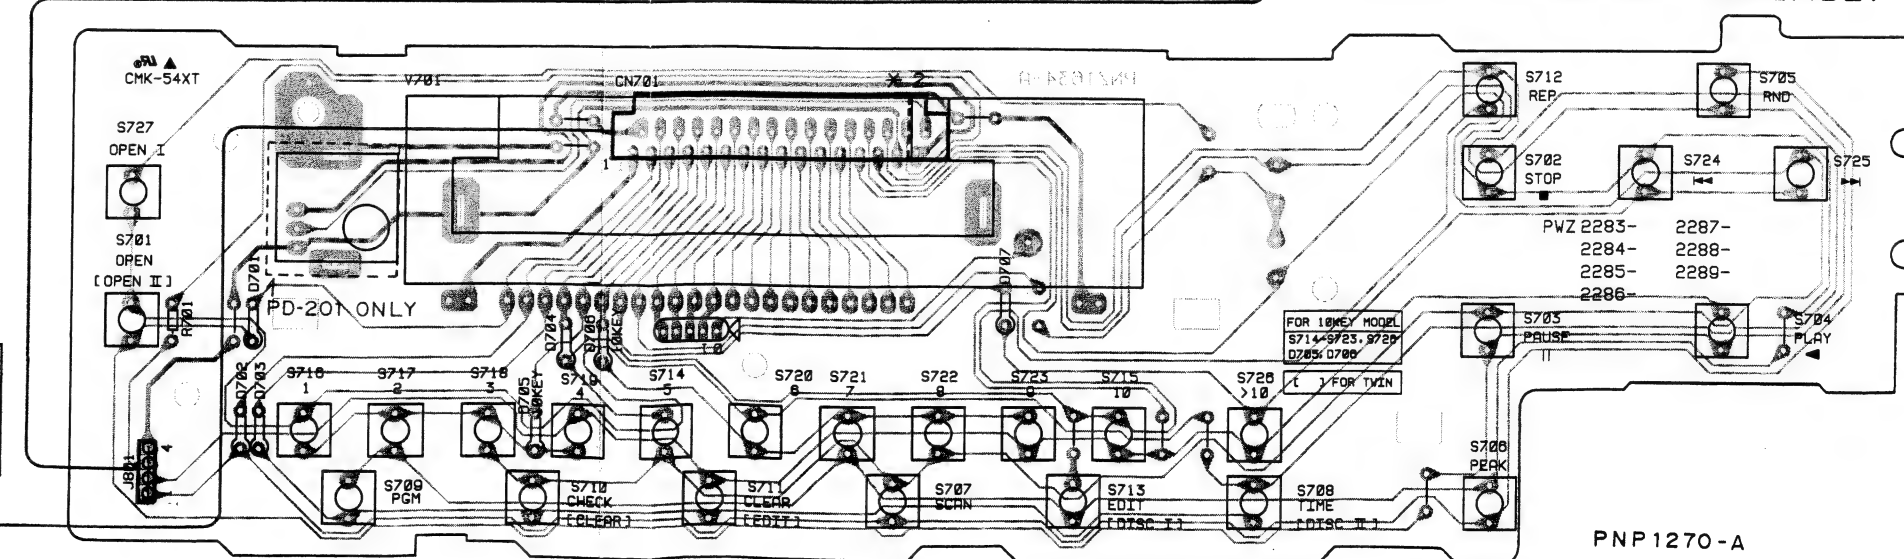 CMK-54XT
V701
CN701
* 2
PNZ1634-A
S712
REP
S705
RND
S727
OPEN I
1
S702
STOP
S724
S725
S701
OPEN
[OPEN II]
PWZ 2283-
2287-
2284-
2288-
2285-
2289-
2286-
D701
R701
PD-201 ONLY
D707
D704
D706
10KEY
FOR 10KEY MODEL
S714~S723,S726
D705,D706
[ ] FOR TWIN
S703
PAUSE
S704
PLAY
D702
D703
S716
1
S717
2
S718
3
D705
10KEY
S719
4
S714
5
S720
6
S721
7
S722
8
S723
9
S715
10
S726
>10
J801
4
1
S709
PGM
S710
CHECK
[CLEAR]
S711
CLEAR
[EDIT]
S707
SCAN
S713
EDIT
[DISC I]
S708
TIME
[DISC II]
S706
PEAK
PNP1270-A